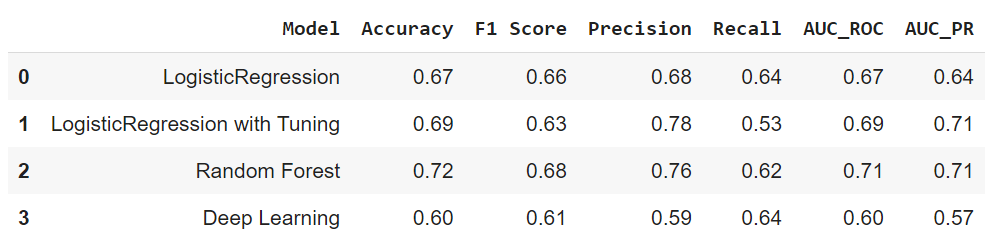 Model Accuracy F1 Score Precision Recall AUC_ROC AUC_PR
0 LogisticRegression 0.67 0.66 0.68 0.64 0.67 0.64
1 LogisticRegression with Tuning 0.69 0.63 0.78 0.53 0.69 0.71
2 Random Forest 0.72 0.68 0.76 0.62 0.71 0.71
3 Deep Learning 0.60 0.61 0.59 0.64 0.60 0.57